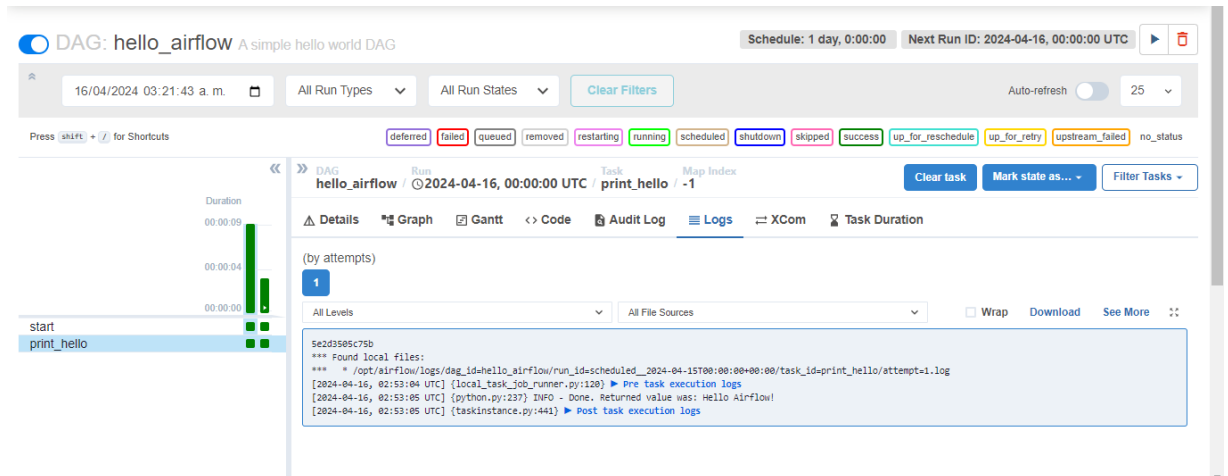 DAG: hello_airflow A simple hello world DAG
Schedule: 1 day, 0:00:00
Next Run ID: 2024-04-16, 00:00:00 UTC
16/04/2024 03:21:43 a. m.
All Run Types
All Run States
Clear Filters
Auto-refresh
25
Press shift + / for Shortcuts
deferred failed queued removed restarting running scheduled shutdown skipped success up_for_reschedule up_for_retry upstream_failed no_status
Duration
00:00:09
00:00:04
00:00:00
start
print_hello
DAG Run Task Map Index
hello_airflow / 2024-04-16, 00:00:00 UTC / print_hello / -1
Clear task
Mark state as…
Filter Tasks
Details Graph Gantt <> Code Audit Log Logs XCom Task Duration
(by attempts)
1
All Levels
All File Sources
Wrap
Download
See More
5e2d3505c75b
*** Found local files:
***   * /opt/airflow/logs/dag_id=hello_airflow/run_id=scheduled__2024-04-15T00:00:00+00:00/task_id=print_hello/attempt=1.log
[2024-04-16, 02:53:04 UTC] {local_task_job_runner.py:120} ▶ Pre task execution logs
[2024-04-16, 02:53:05 UTC] {python.py:237} INFO - Done. Returned value was: Hello Airflow!
[2024-04-16, 02:53:05 UTC] {taskinstance.py:441} ▶ Post task execution logs